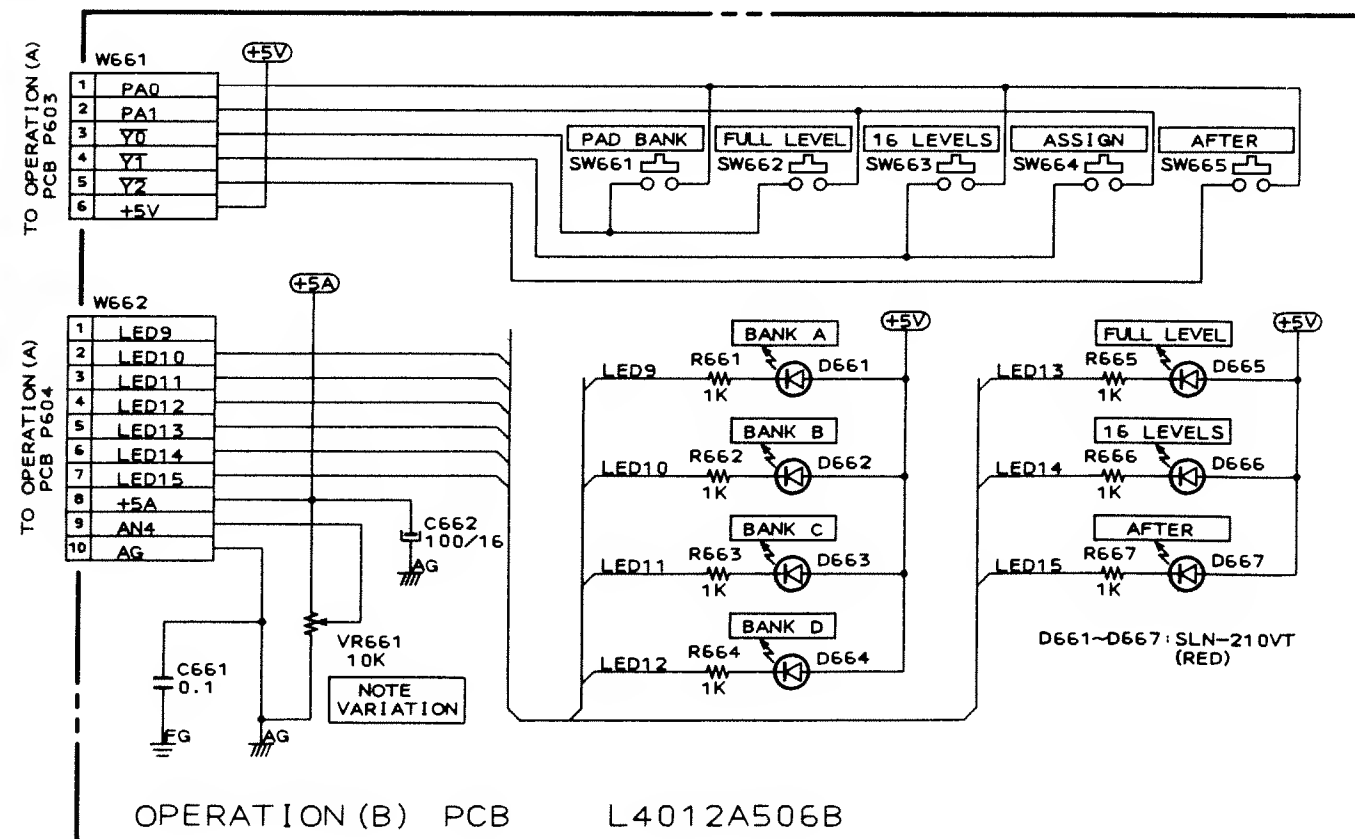 TO OPERATION (A)
PCB P603
W661
+5V
1 PA0
2 PA1
3 Y0
4 Y1
5 Y2
6 +5V
PAD BANK
SW661
FULL LEVEL
SW662
16 LEVELS
SW663
ASSIGN
SW664
AFTER
SW665
TO OPERATION (A)
PCB P604
W662
+5A
1 LED9
2 LED10
3 LED11
4 LED12
5 LED13
6 LED14
7 LED15
8 +5A
9 AN4
10 AG
C662
100/16
AG
VR661
10K
NOTE
VARIATION
C661
0.1
FG
AG
+5V
BANK A
LED9
R661
1K
D661
BANK B
LED10
R662
1K
D662
BANK C
LED11
R663
1K
D663
BANK D
LED12
R664
1K
D664
+5V
FULL LEVEL
LED13
R665
1K
D665
16 LEVELS
LED14
R666
1K
D666
AFTER
LED15
R667
1K
D667
D661~D667:SLN-210VT
(RED)
OPERATION (B) PCB L4012A506B